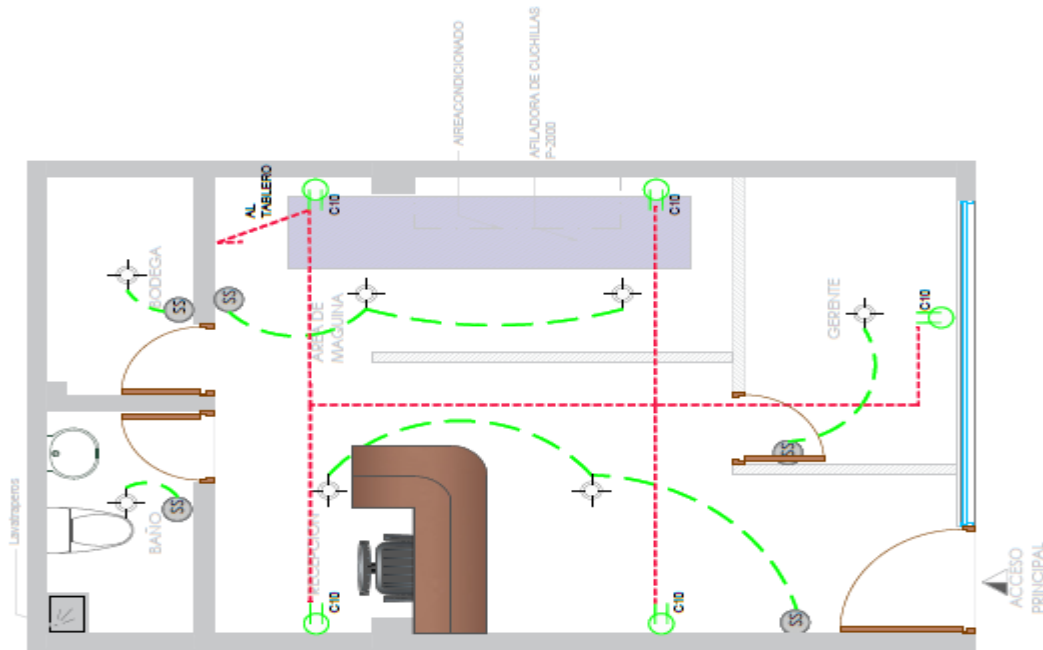 AIREACONDICIONADO
AFILADORA DE CUCHILLAS
P-2000
AL
TABLERO
C10
C10
BODEGA
SS
SS
AREA DE
MAQUINA
GERENTE
C10
SS
Lavatraperos
BAÑO
SS
RECEPCION
C10
C10
SS
ACCESO
PRINCIPAL